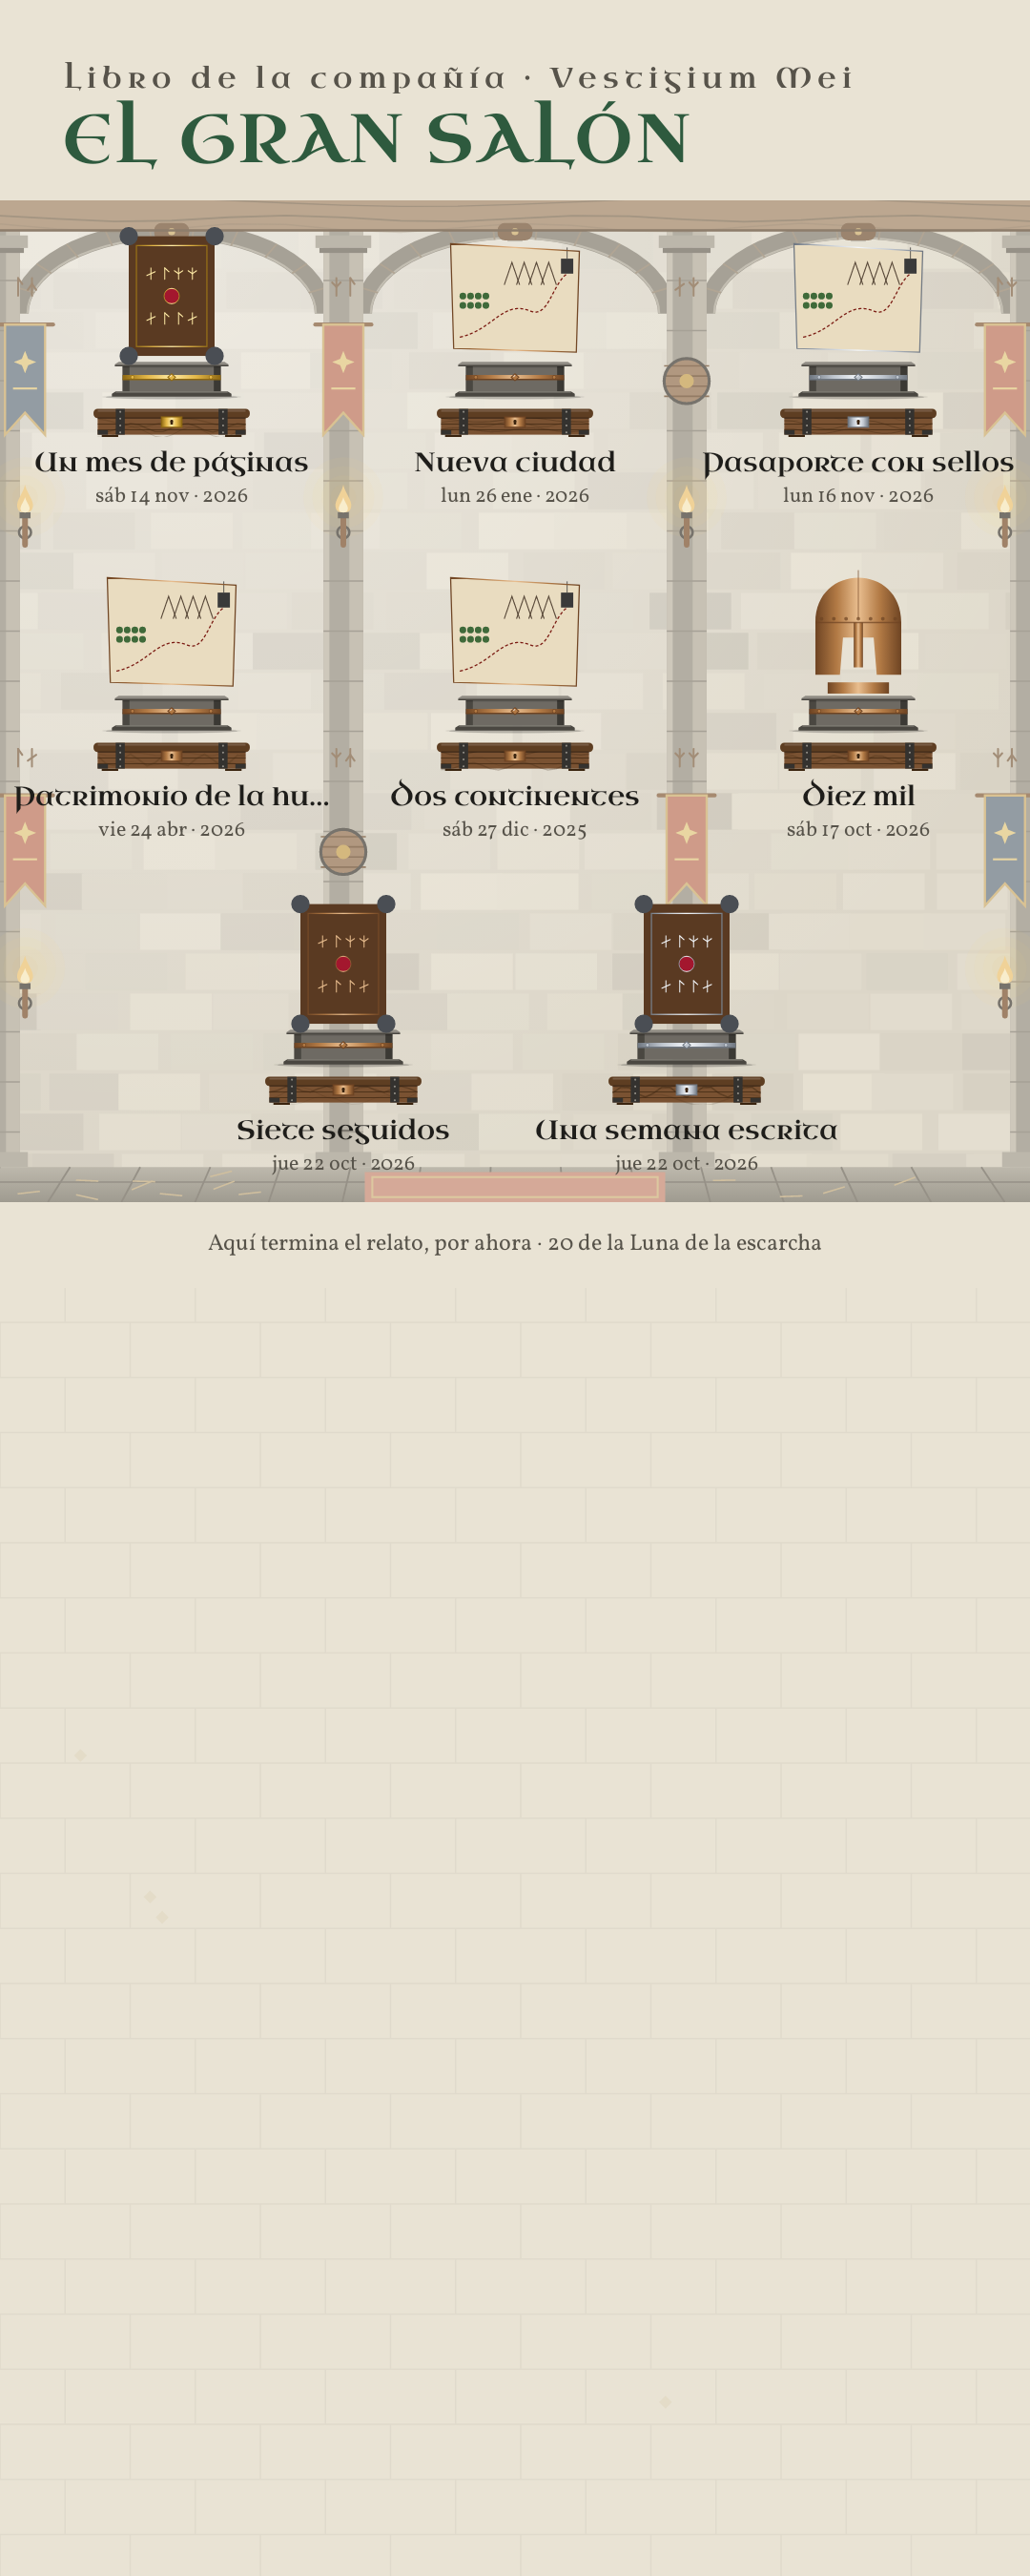 Libro de la compañía · Vestigium Mei
EL GRAN SALÓN
Un mes de páginas
sáb 14 nov · 2026
Nueva ciudad
lun 26 ene · 2026
Pasaporte con sellos
lun 16 nov · 2026
Patrimonio de la hu...
vie 24 abr · 2026
Dos continentes
sáb 27 dic · 2025
Diez mil
sáb 17 oct · 2026
Siete seguidos
jue 22 oct · 2026
Una semana escrita
jue 22 oct · 2026
Aquí termina el relato, por ahora · 20 de la Luna de la escarcha